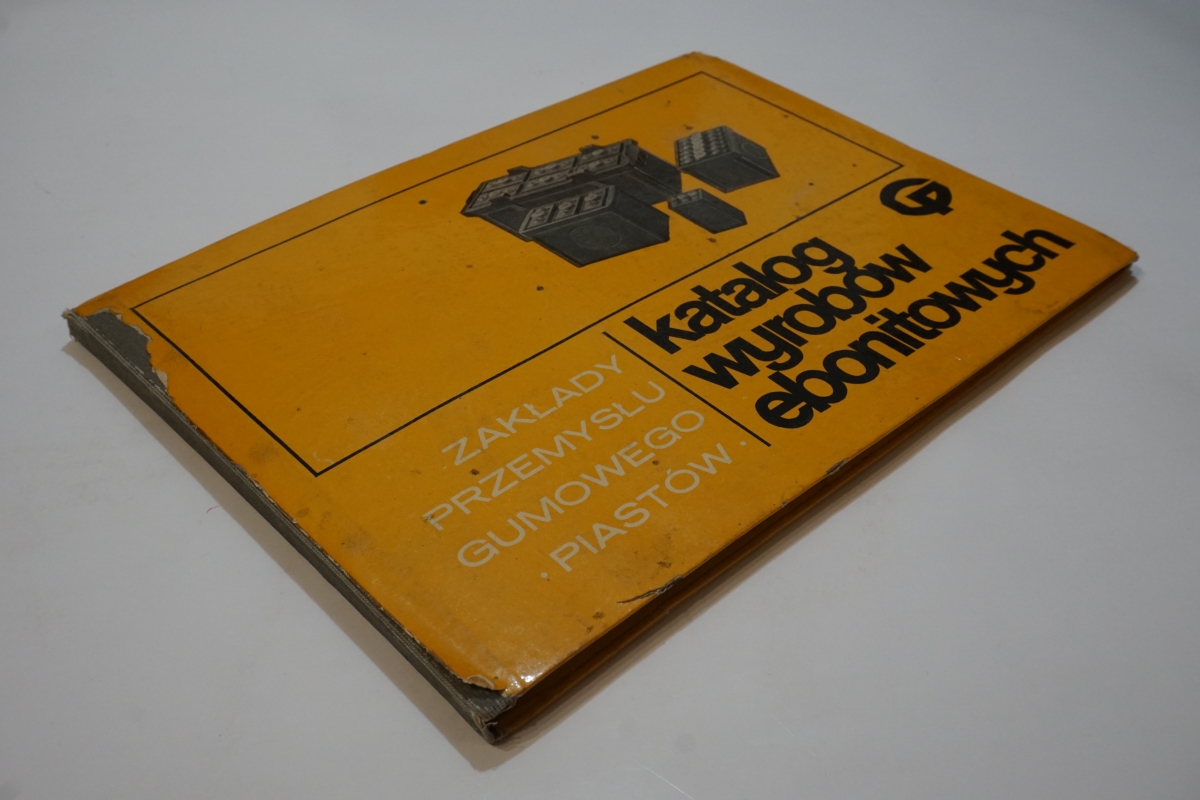 katalog
wyrobów
ebonitowych
ZAKŁADY
PRZEMYSŁU
GUMOWEGO
· PIASTÓW ·